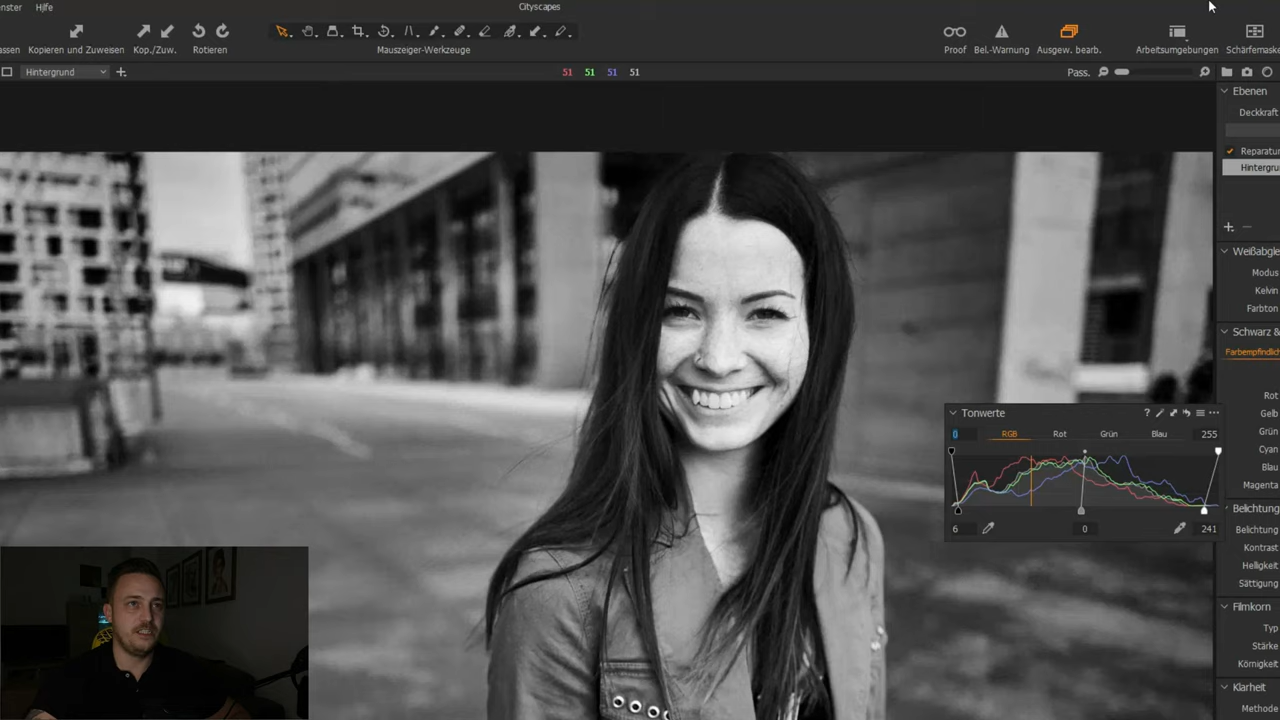 enster Hilfe Cityscapes
assen Kopieren und Zuweisen Kop./Zuw. Rotieren Mauszeiger-Werkzeuge Proof Bel.-Warnung Ausgew. bearb. Arbeitsumgebungen Schärfemaske
Hintergrund 51 51 51 51 Pass.
Ebenen
Deckkraft
Reparatur
Hintergru
Weißabgle
Modus
Kelvin
Farbton
Schwarz &
Farbempfindlich
Rot
Gelb
Grün
Cyan
Blau
Magenta
Tonwerte
0 RGB Rot Grün Blau 255
6 0 241
Belichtung
Belichtung
Kontrast
Helligkeit
Sättigung
Filmkorn
Typ
Stärke
Körnigkeit
Klarheit
Methode